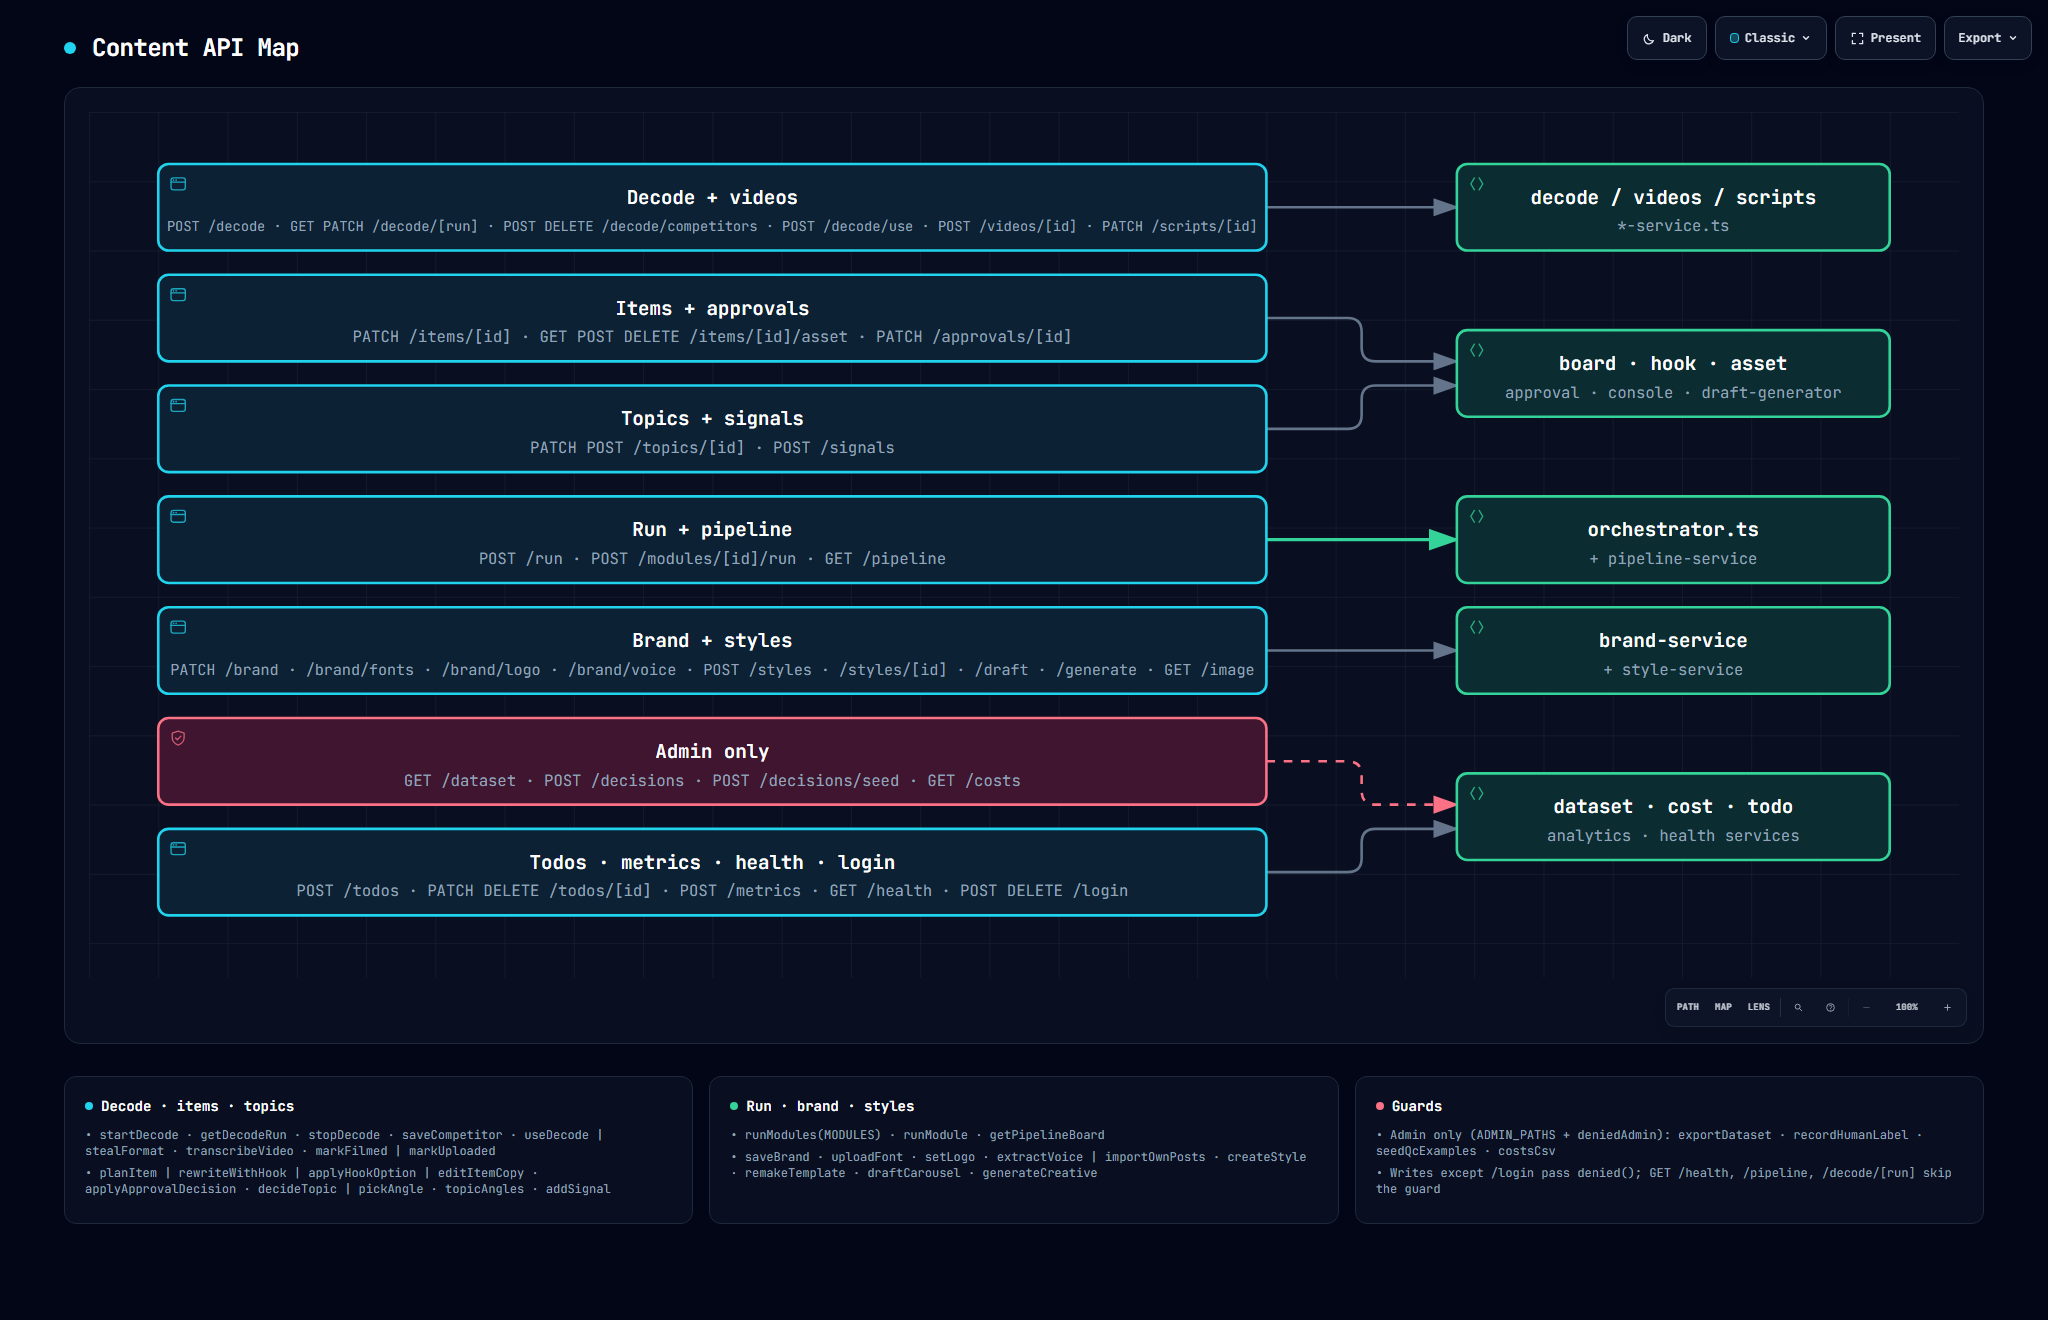 Content API Map
Dark
Classic
Present
Export
Decode + videos
POST /decode · GET PATCH /decode/[run] · POST DELETE /decode/competitors · POST /decode/use · POST /videos/[id] · PATCH /scripts/[id]
decode / videos / scripts
*-service.ts
Items + approvals
PATCH /items/[id] · GET POST DELETE /items/[id]/asset · PATCH /approvals/[id]
board · hook · asset
approval · console · draft-generator
Topics + signals
PATCH POST /topics/[id] · POST /signals
Run + pipeline
POST /run · POST /modules/[id]/run · GET /pipeline
orchestrator.ts
+ pipeline-service
Brand + styles
PATCH /brand · /brand/fonts · /brand/logo · /brand/voice · POST /styles · /styles/[id] · /draft · /generate · GET /image
brand-service
+ style-service
Admin only
GET /dataset · POST /decisions · POST /decisions/seed · GET /costs
dataset · cost · todo
analytics · health services
Todos · metrics · health · login
POST /todos · PATCH DELETE /todos/[id] · POST /metrics · GET /health · POST DELETE /login
PATH MAP LENS 100%
Decode · items · topics
• startDecode · getDecodeRun · stopDecode · saveCompetitor · useDecode |
stealFormat · transcribeVideo · markFilmed | markUploaded
• planItem | rewriteWithHook | applyHookOption | editItemCopy ·
applyApprovalDecision · decideTopic | pickAngle · topicAngles · addSignal
Run · brand · styles
• runModules(MODULES) · runModule · getPipelineBoard
• saveBrand · uploadFont · setLogo · extractVoice | importOwnPosts · createStyle
· remakeTemplate · draftCarousel · generateCreative
Guards
• Admin only (ADMIN_PATHS + deniedAdmin): exportDataset · recordHumanLabel ·
seedQcExamples · costsCsv
• Writes except /login pass denied(); GET /health, /pipeline, /decode/[run] skip
the guard